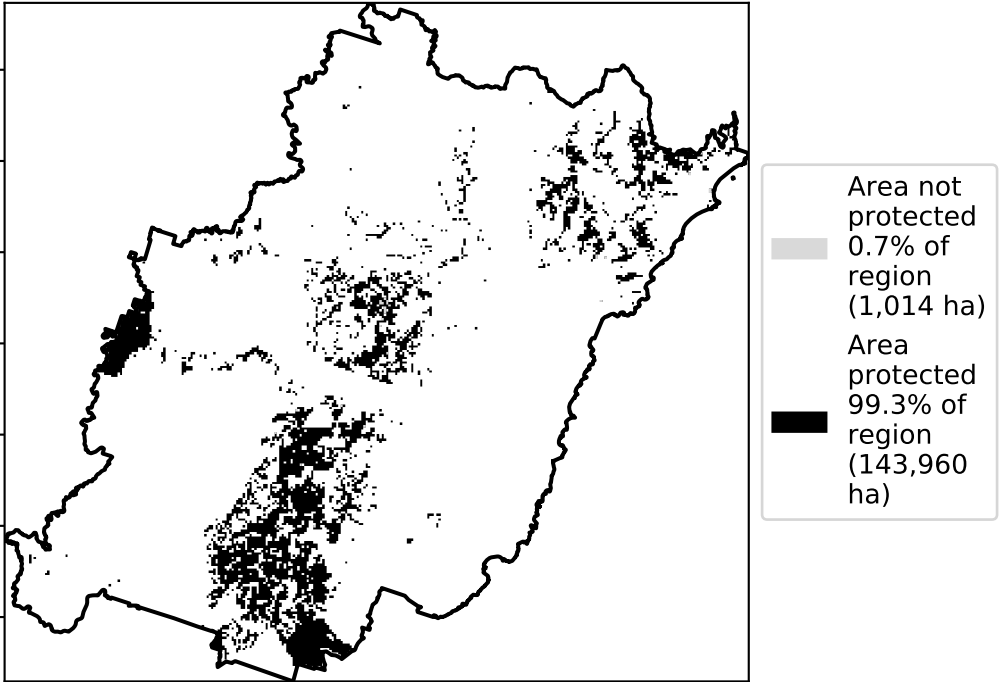 Area not
protected
0.7% of
region
(1,014 ha)
Area
protected
99.3% of
region
(143,960
ha)